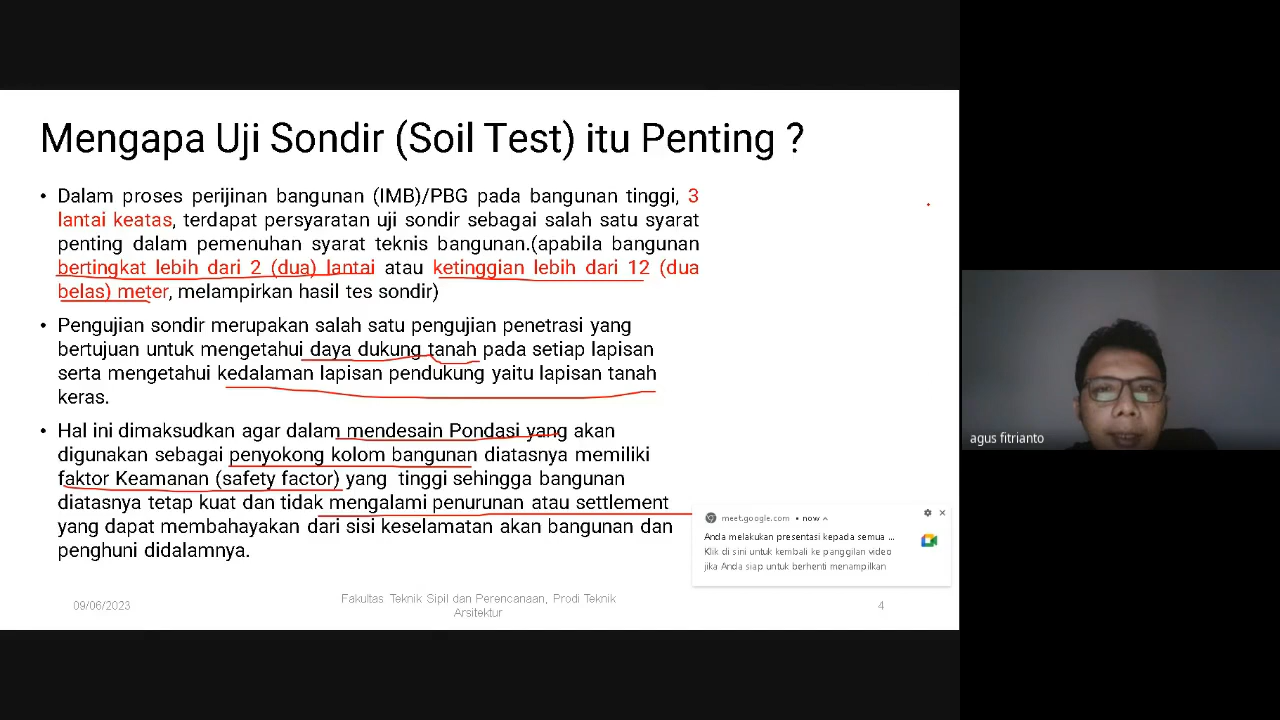 Mengapa Uji Sondir (Soil Test) itu Penting ?
• Dalam proses perijinan bangunan (IMB)/PBG pada bangunan tinggi, 3
lantai keatas, terdapat persyaratan uji sondir sebagai salah satu syarat
penting dalam pemenuhan syarat teknis bangunan.(apabila bangunan
bertingkat lebih dari 2 (dua) lantai atau ketinggian lebih dari 12 (dua
belas) meter, melampirkan hasil tes sondir)
• Pengujian sondir merupakan salah satu pengujian penetrasi yang
bertujuan untuk mengetahui daya dukung tanah pada setiap lapisan
serta mengetahui kedalaman lapisan pendukung yaitu lapisan tanah
keras.
• Hal ini dimaksudkan agar dalam mendesain Pondasi yang akan
digunakan sebagai penyokong kolom bangunan diatasnya memiliki
faktor Keamanan (safety factor) yang tinggi sehingga bangunan
diatasnya tetap kuat dan tidak mengalami penurunan atau settlement
yang dapat membahayakan dari sisi keselamatan akan bangunan dan
penghuni didalamnya.
meet.google.com • now
Anda melakukan presentasi kepada semua ...
Klik di sini untuk kembali ke panggilan video
jika Anda siap untuk berhenti menampilkan
09/06/2023
Fakultas Teknik Sipil dan Perencanaan, Prodi Teknik
Arsitektur
4
agus fitrianto